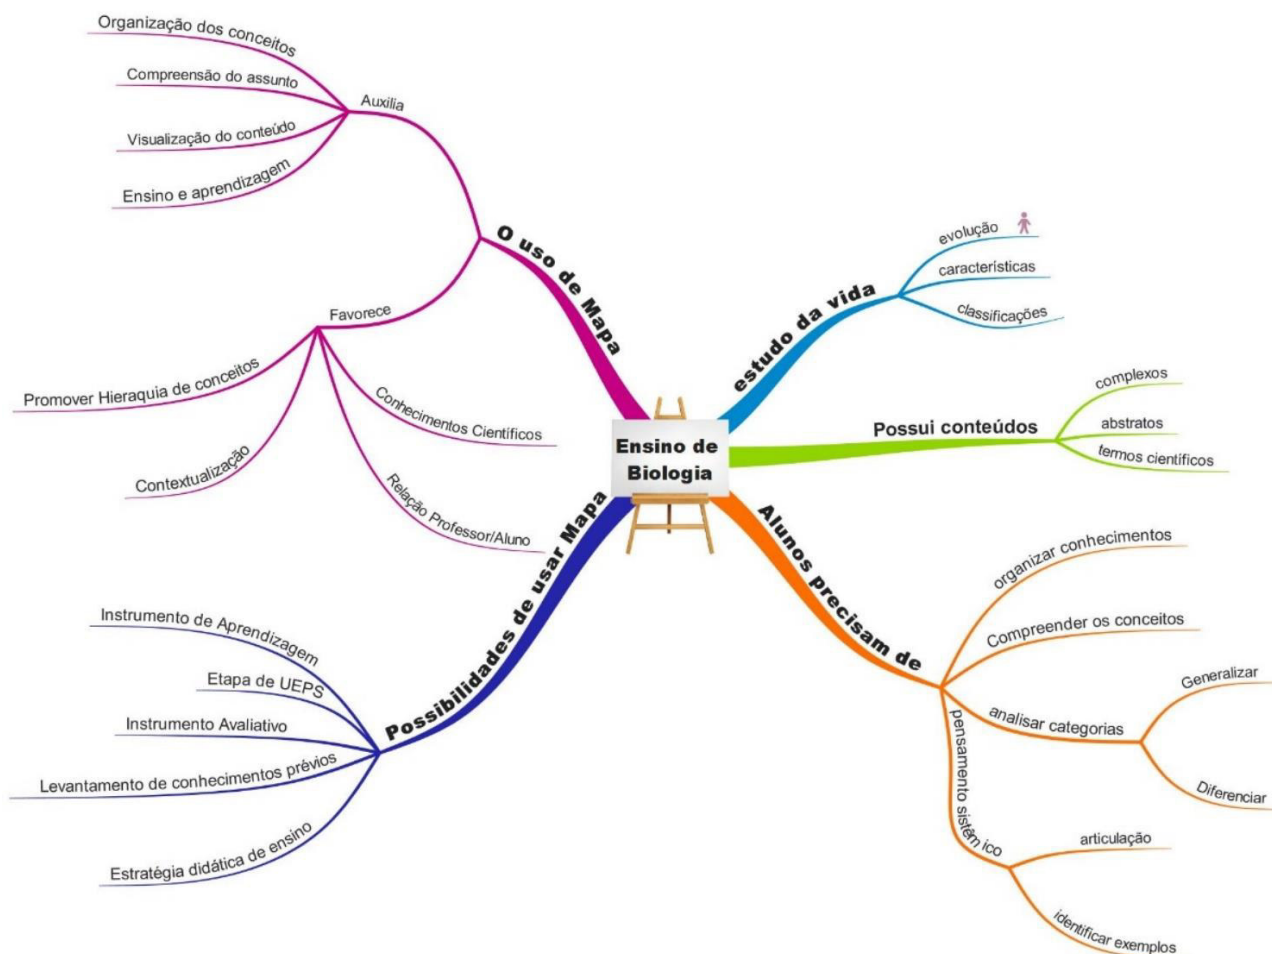 Ensino de
Biologia
O uso de Mapa
Auxilia
Organização dos conceitos
Compreensão do assunto
Visualização do conteúdo
Ensino e aprendizagem
Favorece
Promover Hieraquia de conceitos
Contextualização
Relação Professor/Aluno
Conhecimentos Científicos
Possibilidades de usar Mapa
Instrumento de Aprendizagem
Etapa de UEPS
Instrumento Avaliativo
Levantamento de conhecimentos prévios
Estratégia didática de ensino
estudo da vida
evolução
características
classificações
Possui conteúdos
complexos
abstratos
termos científicos
Alunos precisam de
organizar conhecimentos
Compreender os conceitos
analisar categorias
Generalizar
Diferenciar
pensamento sistêmico
articulação
identificar exemplos